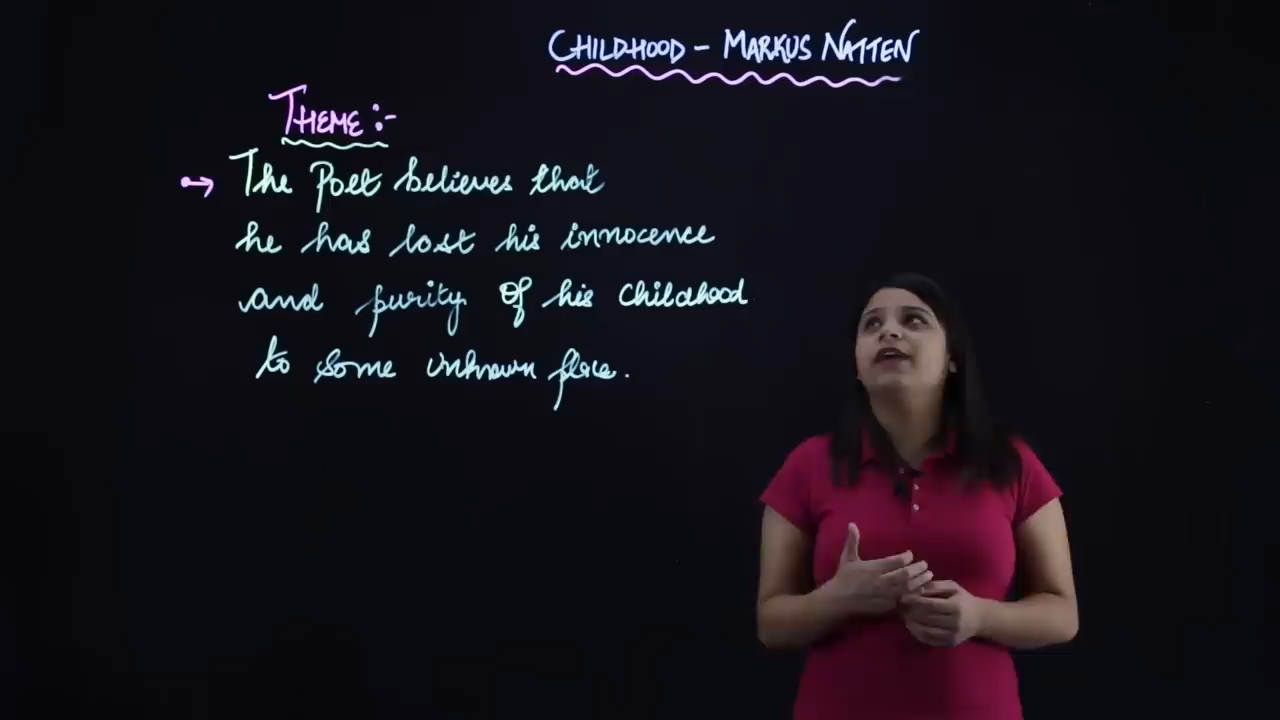 CHILDHOOD - MARKUS NATTEN
THEME :-
→ The Poet believes that
he has lost his innocence
and purity of his childhood
to some unknown place.